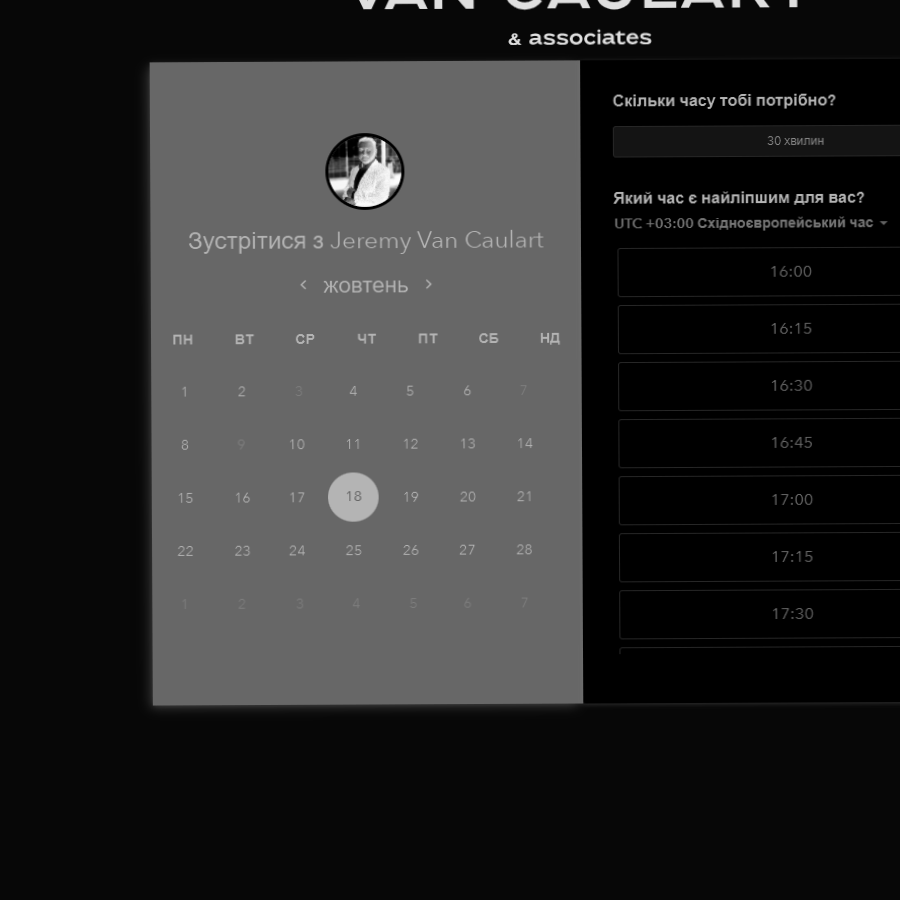 VAN CAULART
& associates
Зустрітися з Jeremy Van Caulart
‹ жовтень ›
ПН ВТ СР ЧТ ПТ СБ НД
1 2 3 4 5 6 7
8 9 10 11 12 13 14
15 16 17 18 19 20 21
22 23 24 25 26 27 28
1 2 3 4 5 6 7
Скільки часу тобі потрібно?
30 хвилин
Який час є найліпшим для вас?
UTC +03:00 Східноєвропейський час
16:00
16:15
16:30
16:45
17:00
17:15
17:30